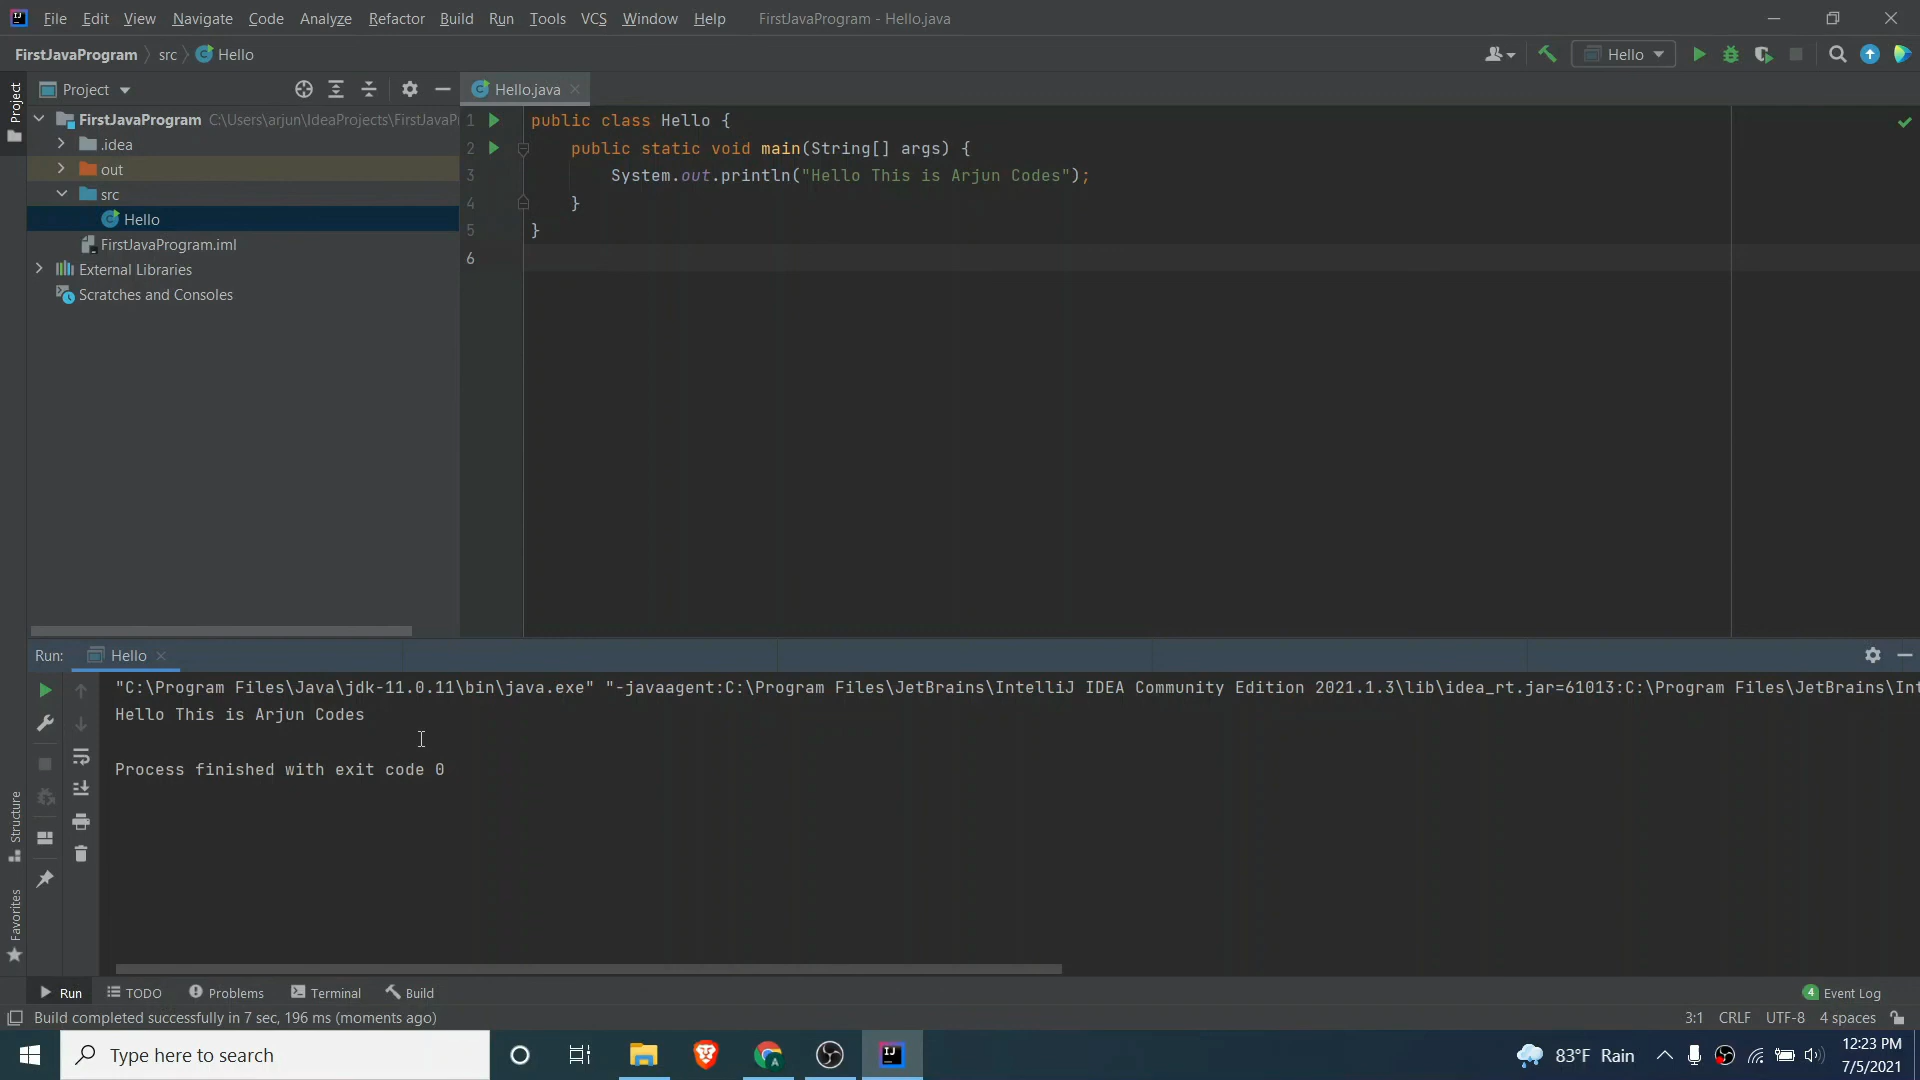 File Edit View Navigate Code Analyze Refactor Build Run Tools VCS Window Help FirstJavaProgram - Hello.java
FirstJavaProgram src Hello
Hello
Project
Project
Hello.java
FirstJavaProgram C:\Users\arjun\IdeaProjects\FirstJavaP
.idea
out
src
Hello
FirstJavaProgram.iml
External Libraries
Scratches and Consoles
1 public class Hello {
2 public static void main(String[] args) {
3 System.out.println("Hello This is Arjun Codes");
4 }
5 }
6
Run: Hello
"C:\Program Files\Java\jdk-11.0.11\bin\java.exe" "-javaagent:C:\Program Files\JetBrains\IntelliJ IDEA Community Edition 2021.1.3\lib\idea_rt.jar=61013:C:\Program Files\JetBrains\Int
Hello This is Arjun Codes
Process finished with exit code 0
Structure
Favorites
Run TODO Problems Terminal Build
4 Event Log
Build completed successfully in 7 sec, 196 ms (moments ago)
3:1 CRLF UTF-8 4 spaces
Type here to search
83°F Rain
12:23 PM
7/5/2021